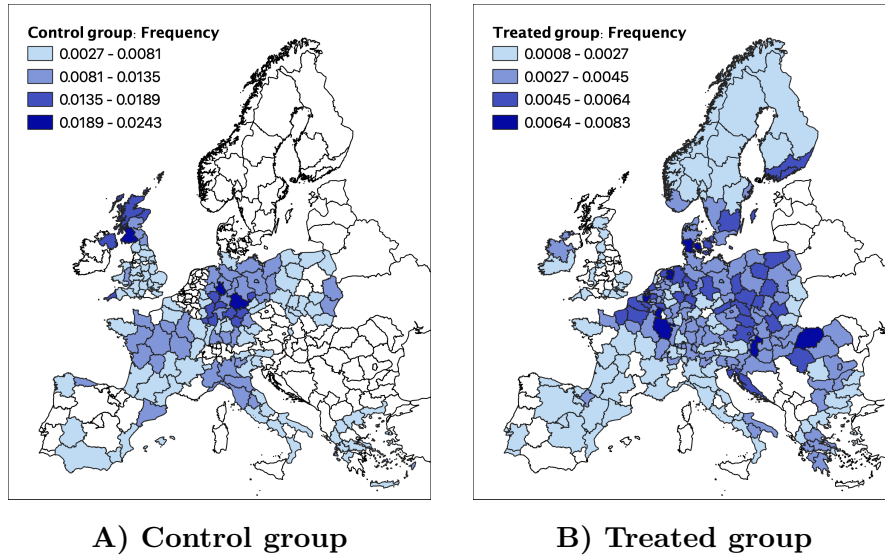 Control group: Frequency
0.0027 - 0.0081
0.0081 - 0.0135
0.0135 - 0.0189
0.0189 - 0.0243
Treated group: Frequency
0.0008 - 0.0027
0.0027 - 0.0045
0.0045 - 0.0064
0.0064 - 0.0083
A) Control group
B) Treated group